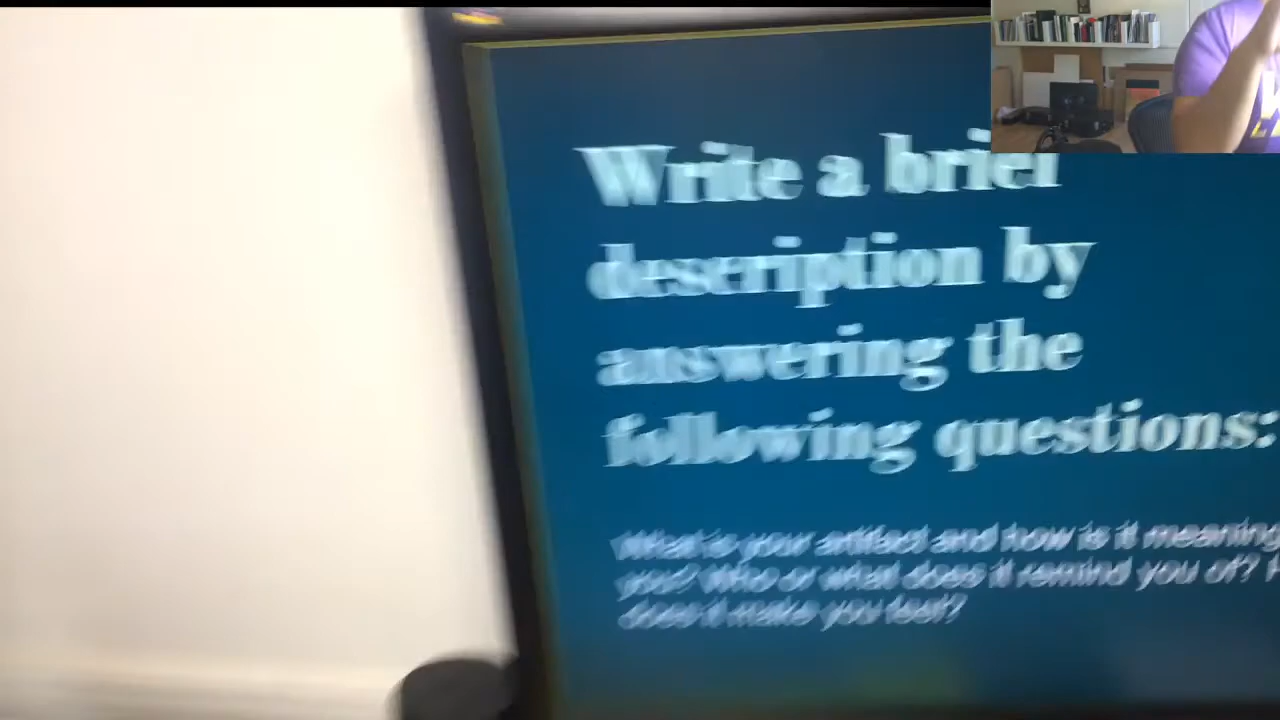 Write a brief
description by
answering the
following questions:
What is your artifact and how is it meaning
you? Who or what does it remind you of? H
does it make you feel?